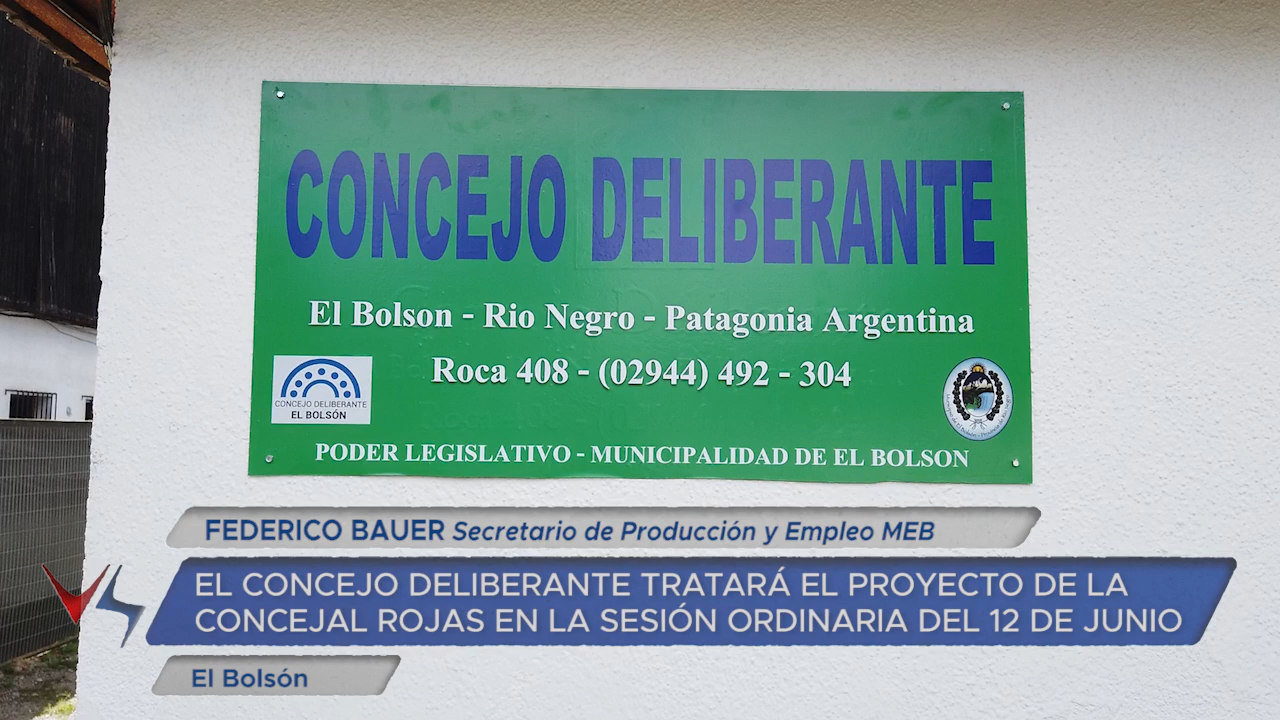 CONCEJO DELIBERANTE
El Bolson - Rio Negro - Patagonia Argentina
Roca 408 - (02944) 492 - 304
CONCEJO DELIBERANTE
EL BOLSÓN
PODER LEGISLATIVO - MUNICIPALIDAD DE EL BOLSON
FEDERICO BAUER Secretario de Producción y Empleo MEB
EL CONCEJO DELIBERANTE TRATARÁ EL PROYECTO DE LA
CONCEJAL ROJAS EN LA SESIÓN ORDINARIA DEL 12 DE JUNIO
El Bolsón